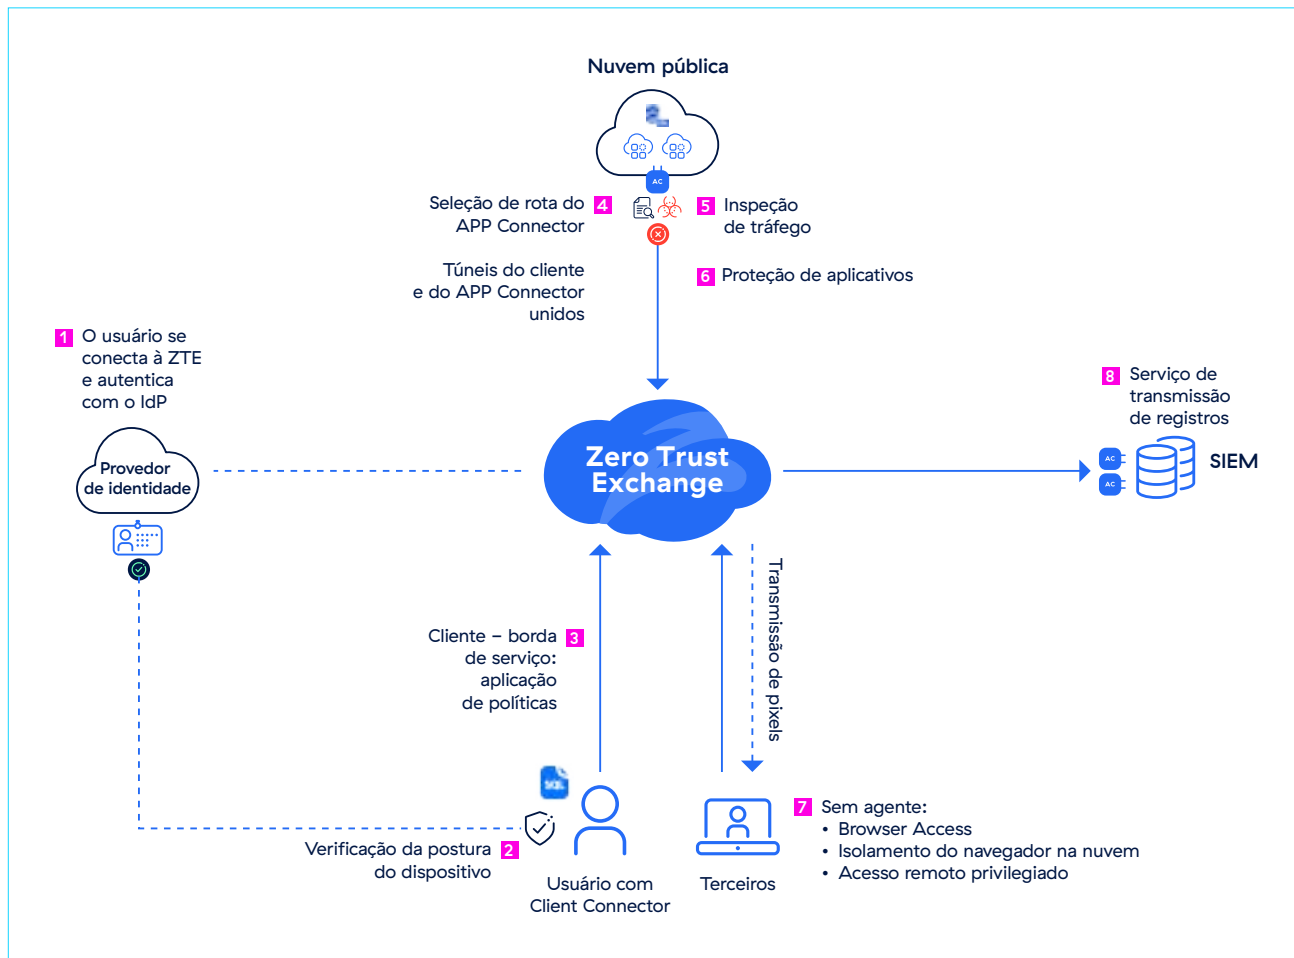 Nuvem pública
AC
Seleção de rota do
APP Connector
4
5
Inspeção
de tráfego
Túneis do cliente
e do APP Connector
unidos
6
Proteção de aplicativos
1
O usuário se
conecta à ZTE
e autentica
com o IdP
Provedor
de identidade
Zero Trust
Exchange
8
Serviço de
transmissão
de registros
AC
AC
SIEM
Cliente – borda
de serviço:
aplicação
de políticas
3
Transmissão de pixels
SQL
Verificação da postura
do dispositivo
2
Usuário com
Client Connector
Terceiros
7
Sem agente:
• Browser Access
• Isolamento do navegador na nuvem
• Acesso remoto privilegiado